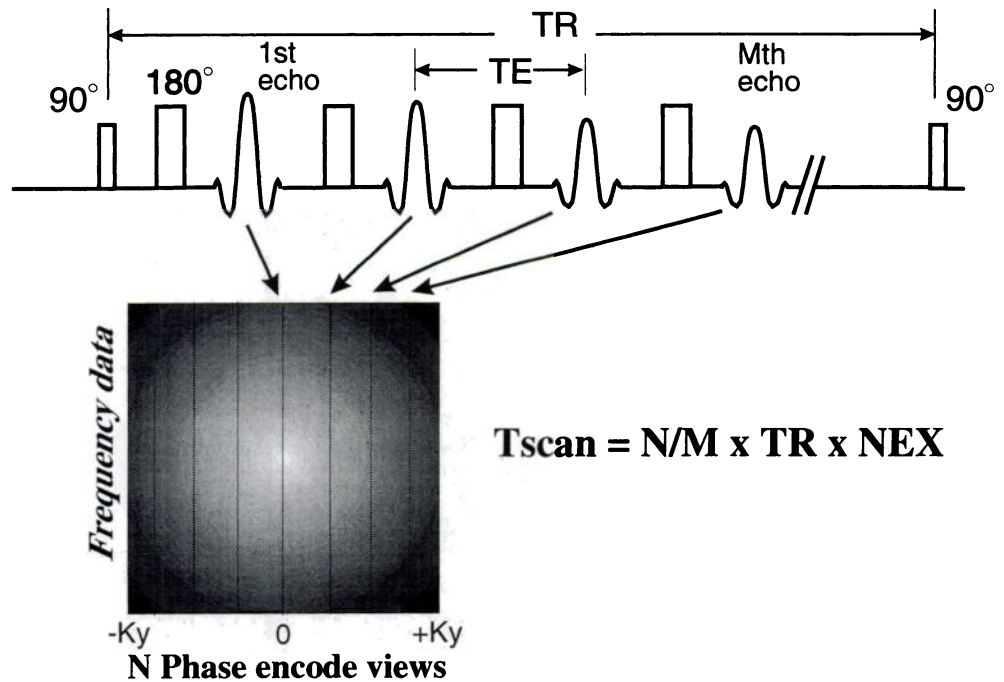 TR
1st
echo
TE
Mth
echo
90°
180°
90°
Frequency data
Tscan = N/M x TR x NEX
-Ky
0
+Ky
N Phase encode views